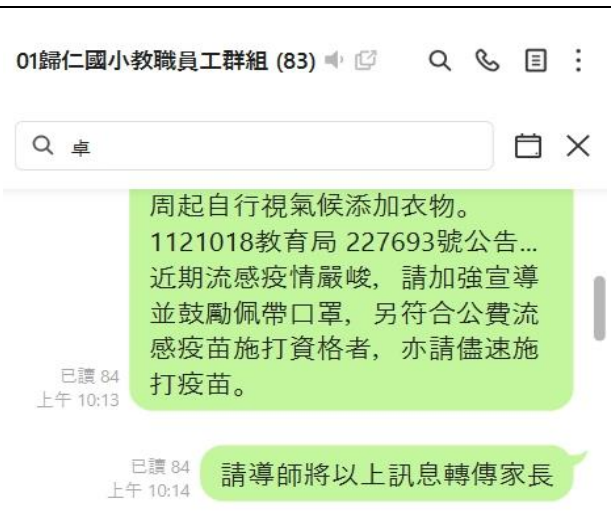 01歸仁國小教職員工群組 (83)
卓
周起自行視氣候添加衣物。
1121018教育局 227693號公告...
近期流感疫情嚴峻，請加強宣導
並鼓勵佩帶口罩，另符合公費流
感疫苗施打資格者，亦請儘速施
打疫苗。
已讀 84
上午 10:13
請導師將以上訊息轉傳家長
已讀 84
上午 10:14